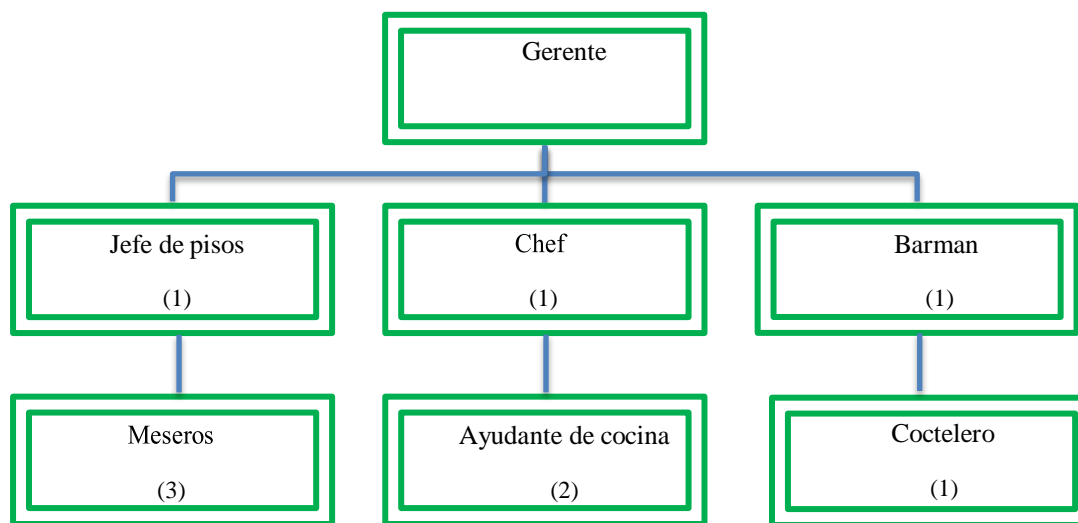 Gerente
Jefe de pisos
(1)
Chef
(1)
Barman
(1)
Meseros
(3)
Ayudante de cocina
(2)
Coctelero
(1)